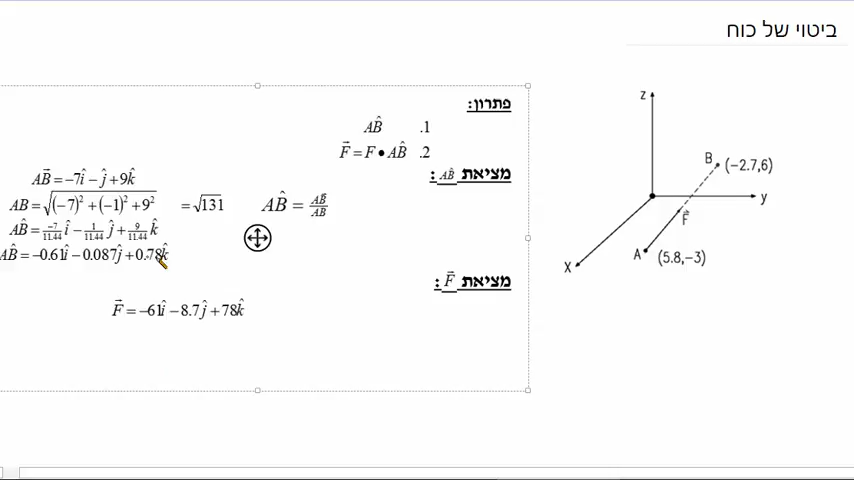 ביטוי של כוח
פתרון:
.1 AB̂
.2 F⃗ = F • AB̂
מציאת AB̂ :
AB⃗ = −7î − ĵ + 9k̂
AB = √(−7)² + (−1)² + 9² = √131
AB̂ = AB⃗/AB
AB̂ = −7/11.44 î − 1/11.44 ĵ + 9/11.44 k̂
AB̂ = −0.61î − 0.087ĵ + 0.78k̂
מציאת F⃗ :
F⃗ = −61î − 8.7ĵ + 78k̂
z
B (−2.7,6)
y
F⃗
A (5.8,−3)
x